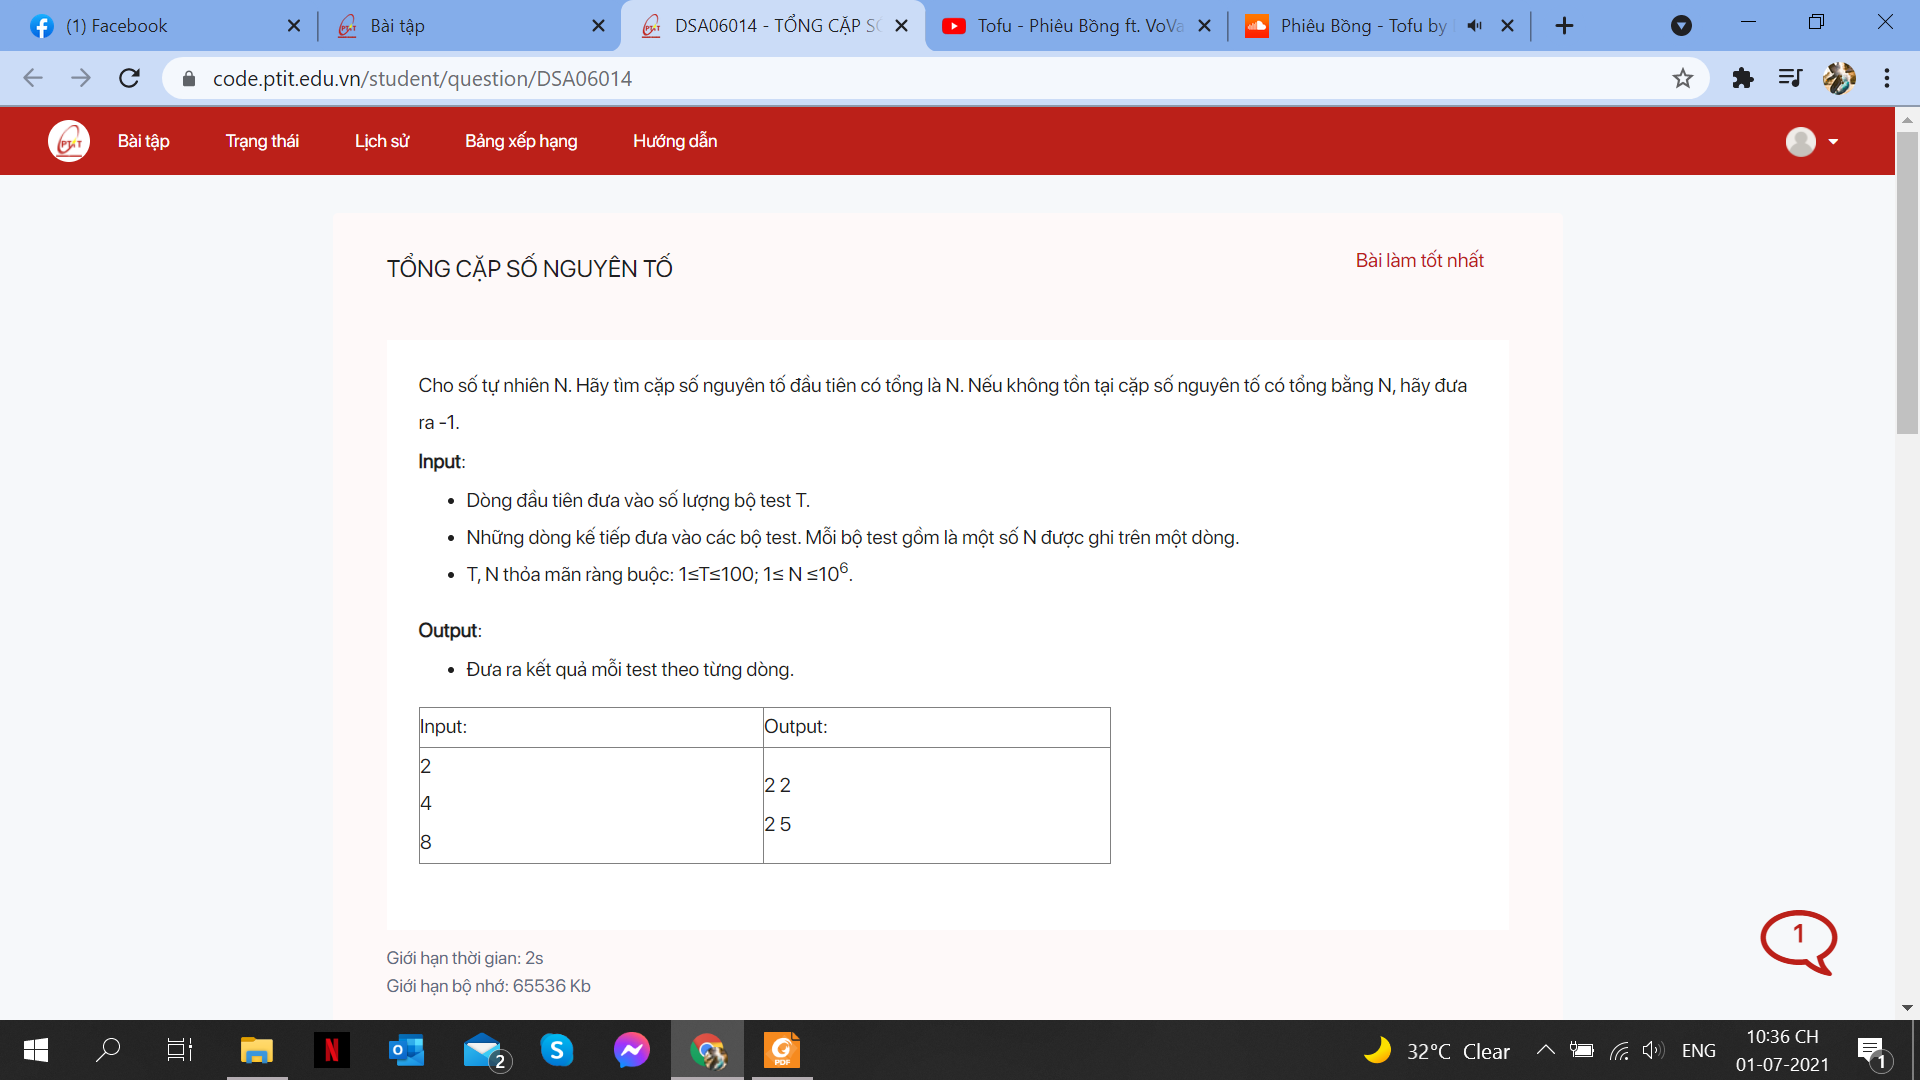 (1) Facebook
Bài tập
DSA06014 - TỔNG CẶP SỐ
Tofu - Phiêu Bồng ft. VoVa
Phiêu Bồng - Tofu by
code.ptit.edu.vn/student/question/DSA06014
PTIT
Bài tập
Trạng thái
Lịch sử
Bảng xếp hạng
Hướng dẫn
TỔNG CẶP SỐ NGUYÊN TỐ
Bài làm tốt nhất
Cho số tự nhiên N. Hãy tìm cặp số nguyên tố đầu tiên có tổng là N. Nếu không tồn tại cặp số nguyên tố có tổng bằng N, hãy đưa
ra -1.
Input:
• Dòng đầu tiên đưa vào số lượng bộ test T.
• Những dòng kế tiếp đưa vào các bộ test. Mỗi bộ test gồm là một số N được ghi trên một dòng.
• T, N thỏa mãn ràng buộc: 1≤T≤100; 1≤ N ≤10⁶.
Output:
• Đưa ra kết quả mỗi test theo từng dòng.
Input:
Output:
2
4
8
2 2
2 5
1
Giới hạn thời gian: 2s
Giới hạn bộ nhớ: 65536 Kb
2
32°C Clear
ENG
10:36 CH
01-07-2021
1